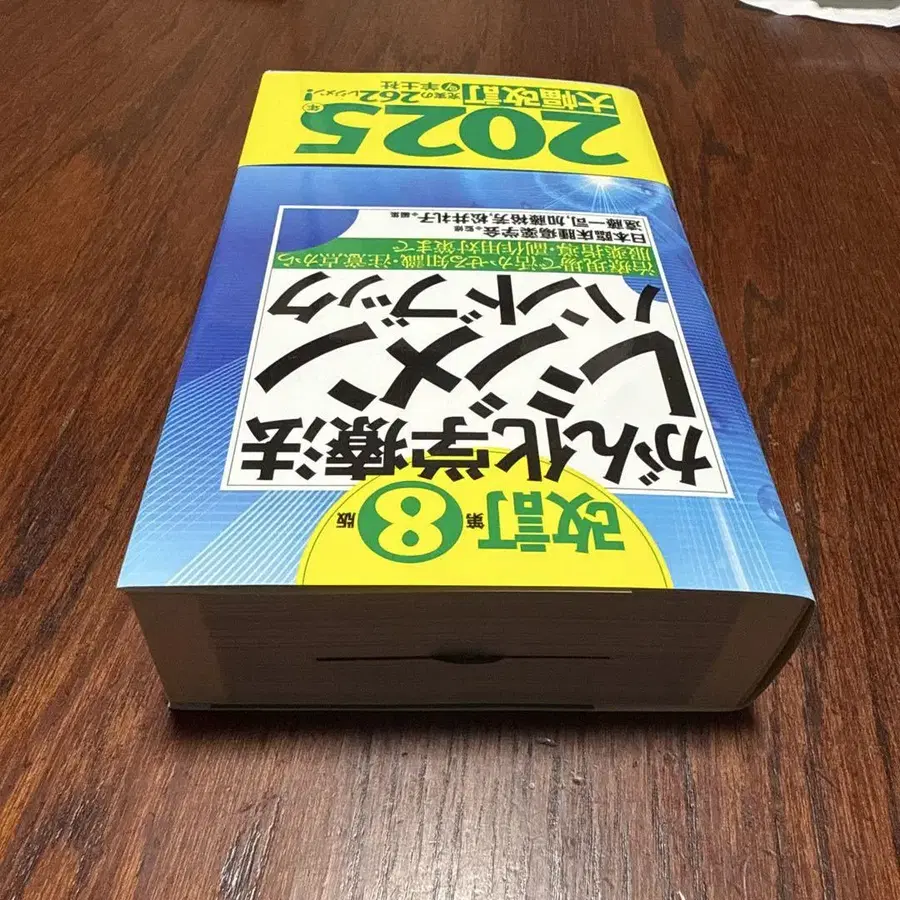 改訂第8版
がん化学療法
レジメン
ハンドブック
治療現場で活かせる知識・注意点から
服薬指導・副作用対策まで
日本臨床腫瘍薬学会◆監修
遠藤一司,加藤裕芳,松井礼子◆編集
2025年
大幅改訂
充実の262レジメン!
羊土社